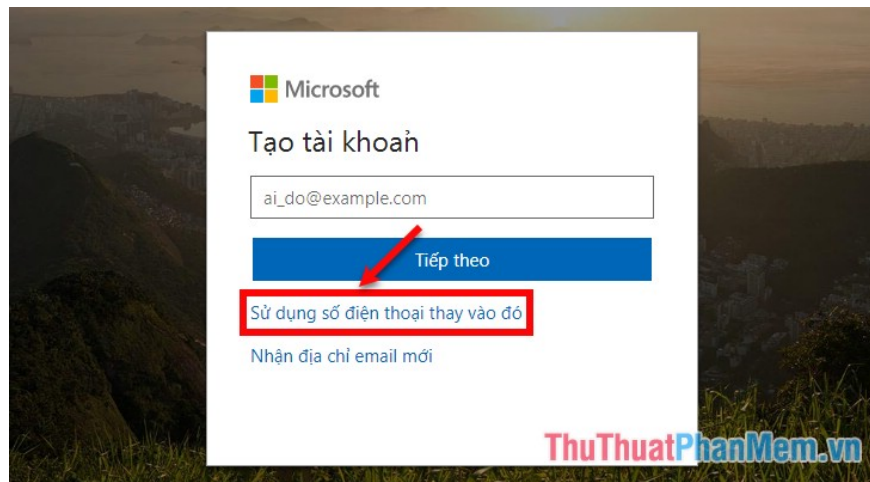 Microsoft
Tạo tài khoản
ai_do@example.com
Tiếp theo
Sử dụng số điện thoại thay vào đó
Nhận địa chỉ email mới
ThuThuatPhanMem.vn